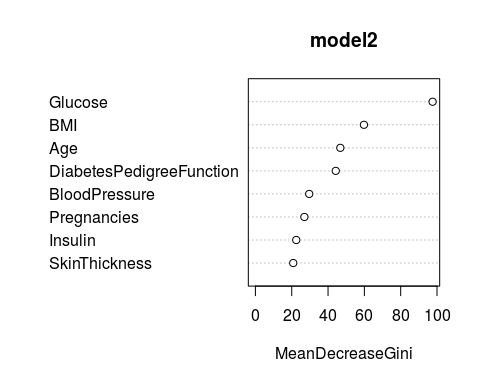 model2
Glucose
BMI
Age
DiabetesPedigreeFunction
BloodPressure
Pregnancies
Insulin
SkinThickness
0 20 40 60 80 100
MeanDecreaseGini